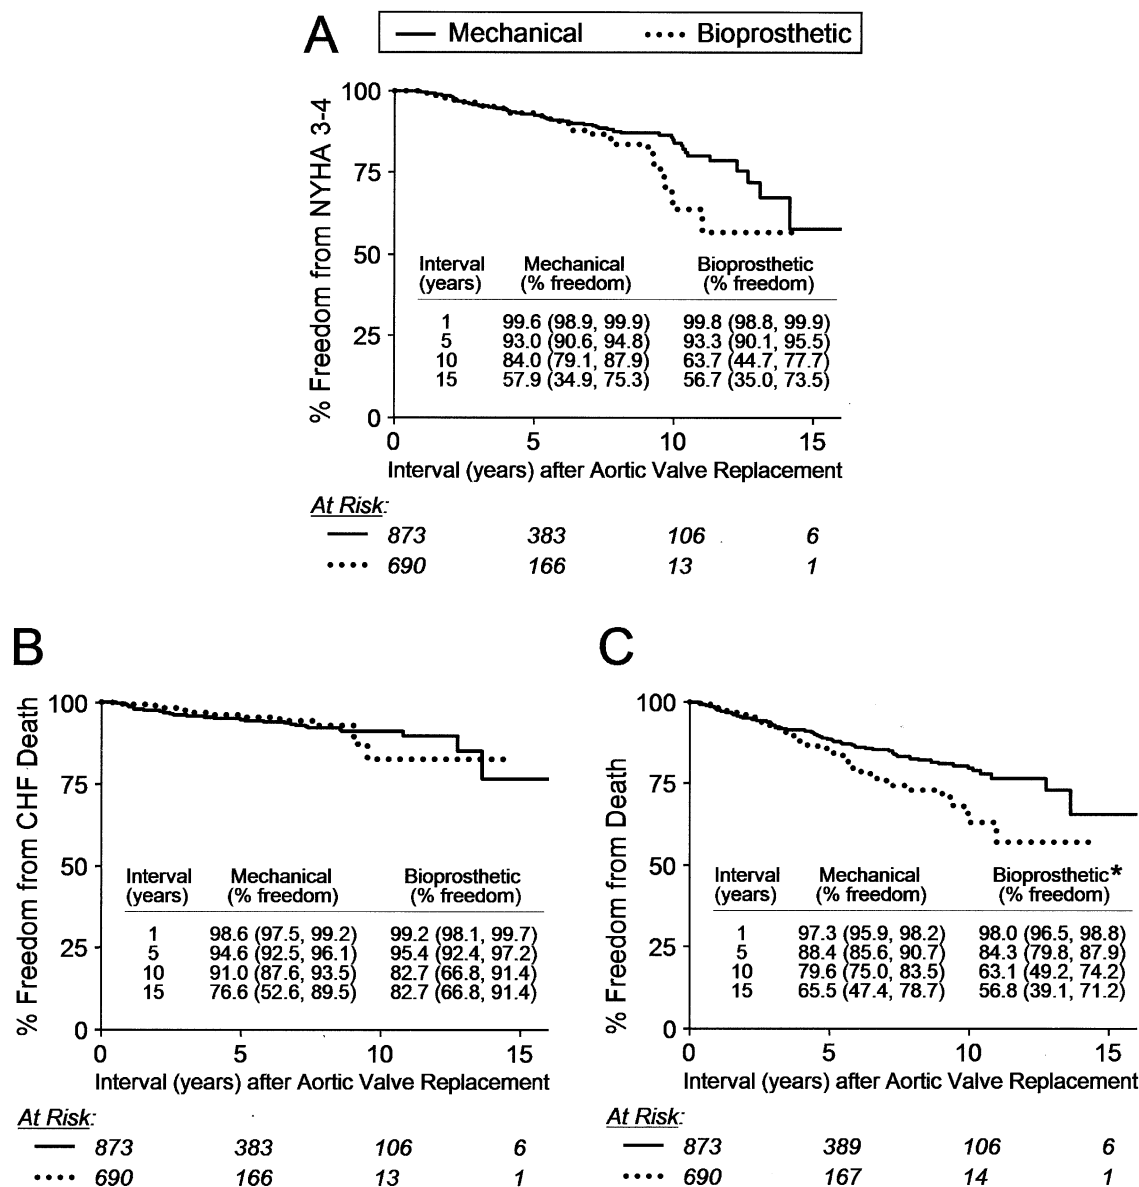 A
Mechanical Bioprosthetic
% Freedom from NYHA 3-4
100
75
50
25
0
Interval (years) Mechanical (% freedom) Bioprosthetic (% freedom)
1 99.6 (98.9, 99.9) 99.8 (98.8, 99.9)
5 93.0 (90.6, 94.8) 93.3 (90.1, 95.5)
10 84.0 (79.1, 87.9) 63.7 (44.7, 77.7)
15 57.9 (34.9, 75.3) 56.7 (35.0, 73.5)
0 5 10 15
Interval (years) after Aortic Valve Replacement
At Risk:
873 383 106 6
690 166 13 1
B
% Freedom from CHF Death
100
75
50
25
0
Interval (years) Mechanical (% freedom) Bioprosthetic (% freedom)
1 98.6 (97.5, 99.2) 99.2 (98.1, 99.7)
5 94.6 (92.5, 96.1) 95.4 (92.4, 97.2)
10 91.0 (87.6, 93.5) 82.7 (66.8, 91.4)
15 76.6 (52.6, 89.5) 82.7 (66.8, 91.4)
0 5 10 15
Interval (years) after Aortic Valve Replacement
At Risk:
873 383 106 6
690 166 13 1
C
% Freedom from Death
100
75
50
25
0
Interval (years) Mechanical (% freedom) Bioprosthetic* (% freedom)
1 97.3 (95.9, 98.2) 98.0 (96.5, 98.8)
5 88.4 (85.6, 90.7) 84.3 (79.8, 87.9)
10 79.6 (75.0, 83.5) 63.1 (49.2, 74.2)
15 65.5 (47.4, 78.7) 56.8 (39.1, 71.2)
0 5 10 15
Interval (years) after Aortic Valve Replacement
At Risk:
873 389 106 6
690 167 14 1